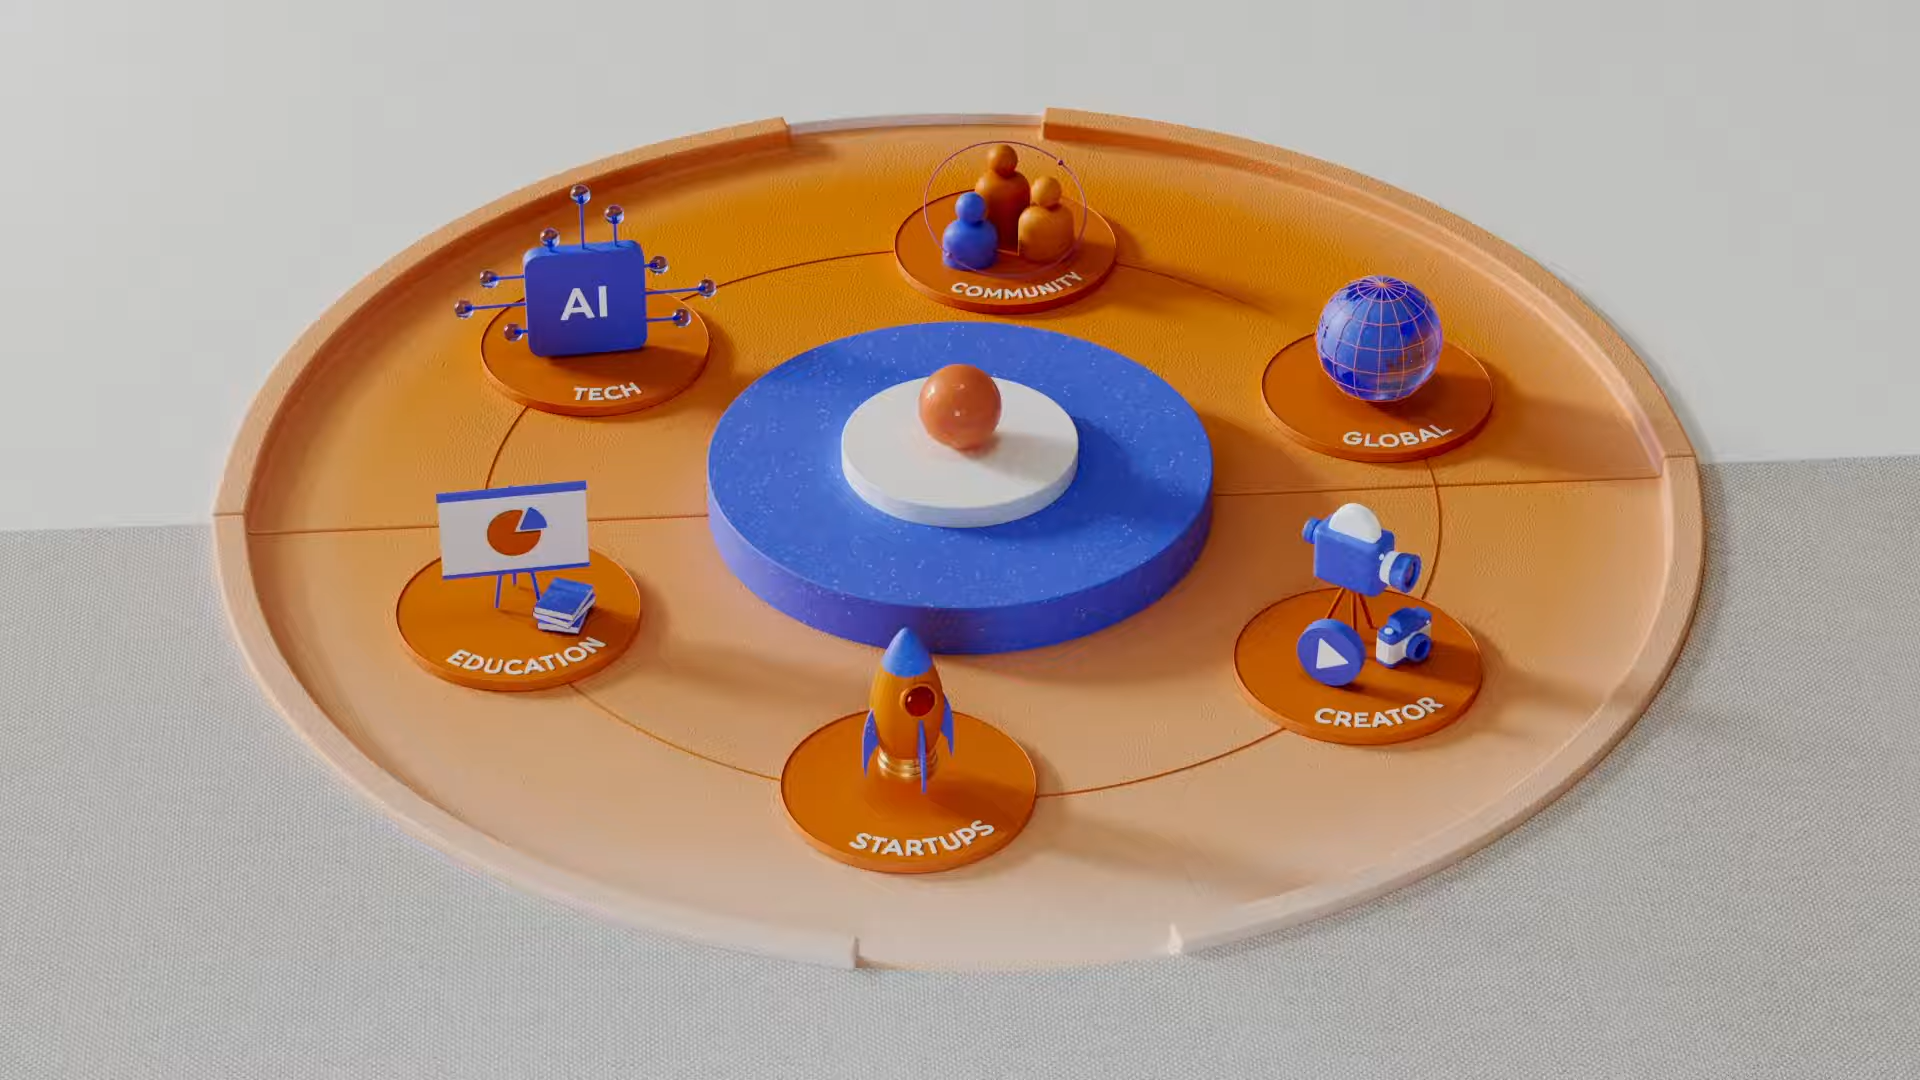 COMMUNITY
AI
TECH
GLOBAL
EDUCATION
CREATOR
STARTUPS